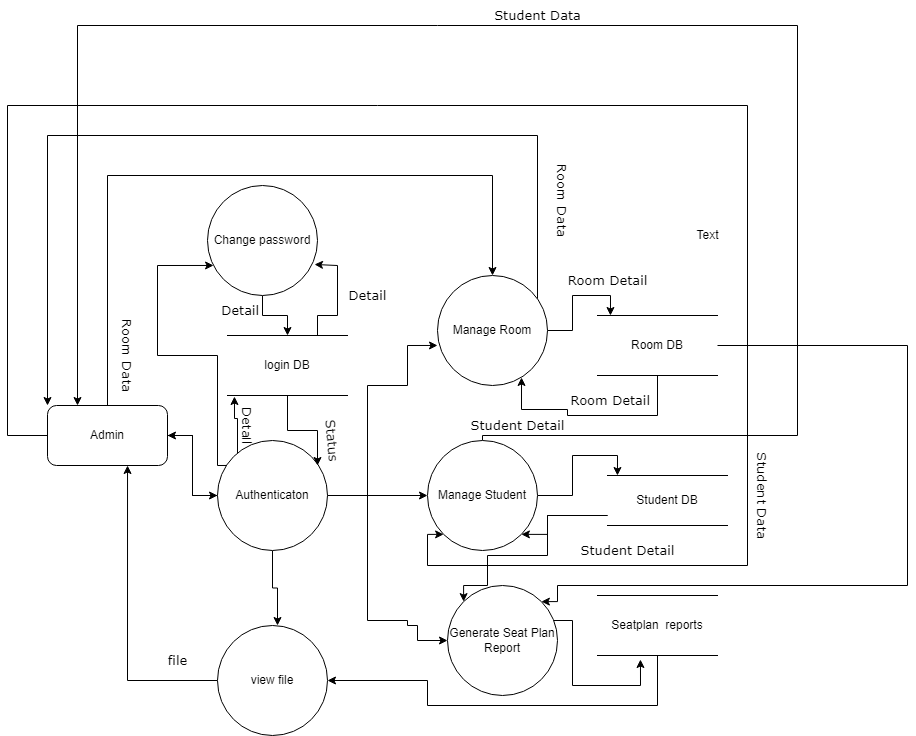 Student Data
Room Data
Text
Change password
Room Detail
Detail
Detail
Manage Room
Room DB
Room Data
login DB
Room Detail
Admin
Detail
Status
Student Detail
Student Data
Authenticaton
Manage Student
Student DB
Student Detail
Generate Seat Plan
Report
Seatplan reports
file
view file